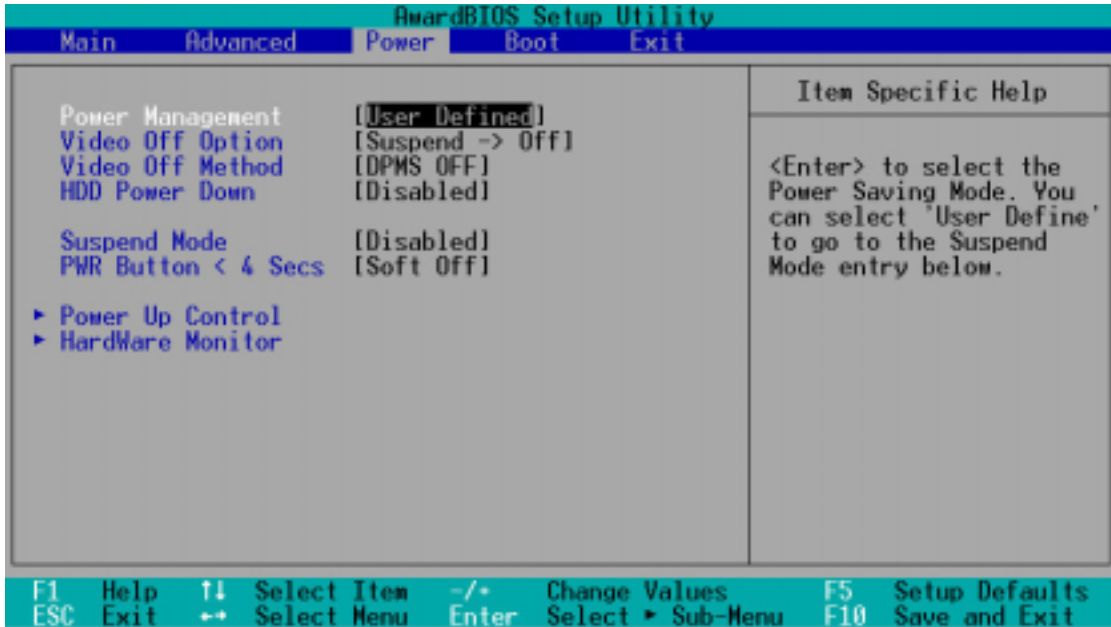 AwardBIOS Setup Utility
Main Advanced Power Boot Exit
Item Specific Help
Power Management [User Defined]
Video Off Option [Suspend -> Off]
Video Off Method [DPMS OFF]
HDD Power Down [Disabled]
Suspend Mode [Disabled]
PWR Button < 4 Secs [Soft Off]
► Power Up Control
► HardWare Monitor
<Enter> to select the
Power Saving Mode. You
can select 'User Define'
to go to the Suspend
Mode entry below.
F1 Help ↑↓ Select Item -/+ Change Values F5 Setup Defaults
ESC Exit ←→ Select Menu Enter Select ► Sub-Menu F10 Save and Exit